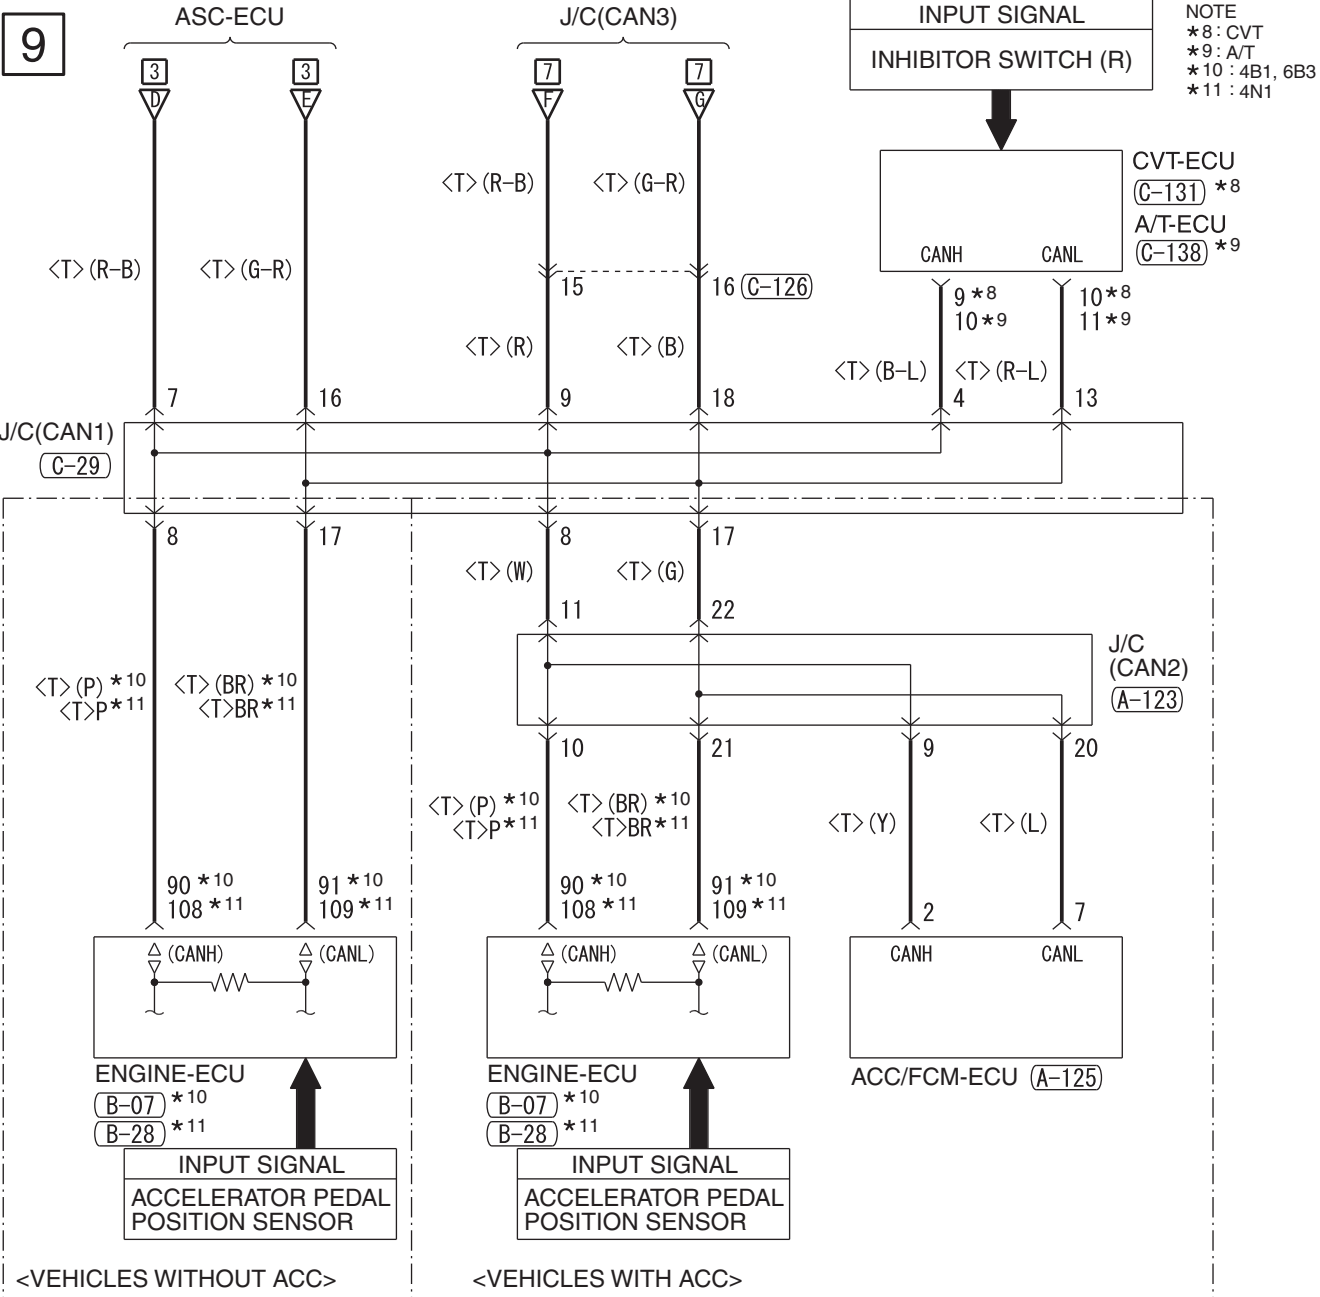 9
ASC-ECU
J/C(CAN3)
INPUT SIGNAL
INHIBITOR SWITCH (R)
NOTE
*8 : CVT
*9 : A/T
*10 : 4B1, 6B3
*11 : 4N1
3
3
7
7
D
E
F
G
<T>(R-B)
<T>(G-R)
<T>(R-B)
<T>(G-R)
CVT-ECU
C-131 *8
A/T-ECU
C-138 *9
CANH
CANL
15
16
C-126
9*8
10*9
10*8
11*9
<T>(R)
<T>(B)
<T>(B-L)
<T>(R-L)
7
16
9
18
4
13
J/C(CAN1)
C-29
8
17
8
17
<T>(W)
<T>(G)
11
22
J/C
(CAN2)
A-123
<T>(P)*10
<T>P*11
<T>(BR)*10
<T>BR*11
10
21
9
20
<T>(P)*10
<T>P*11
<T>(BR)*10
<T>BR*11
<T>(Y)
<T>(L)
90*10
108*11
91*10
109*11
90*10
108*11
91*10
109*11
2
7
(CANH)
(CANL)
(CANH)
(CANL)
CANH
CANL
ENGINE-ECU
B-07 *10
B-28 *11
ENGINE-ECU
B-07 *10
B-28 *11
ACC/FCM-ECU A-125
INPUT SIGNAL
ACCELERATOR PEDAL
POSITION SENSOR
INPUT SIGNAL
ACCELERATOR PEDAL
POSITION SENSOR
<VEHICLES WITHOUT ACC>
<VEHICLES WITH ACC>